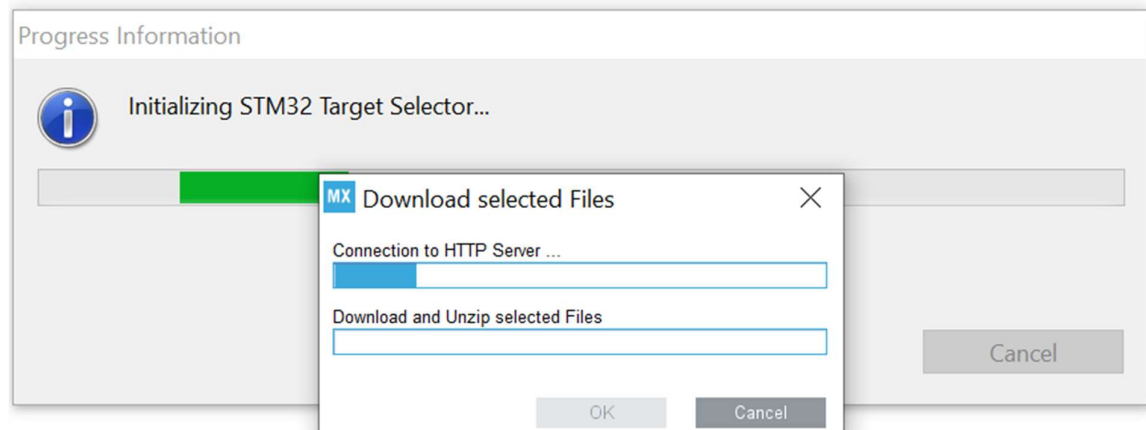 Progress Information
Initializing STM32 Target Selector...
MX Download selected Files
Connection to HTTP Server ...
Download and Unzip selected Files
Cancel
OK Cancel